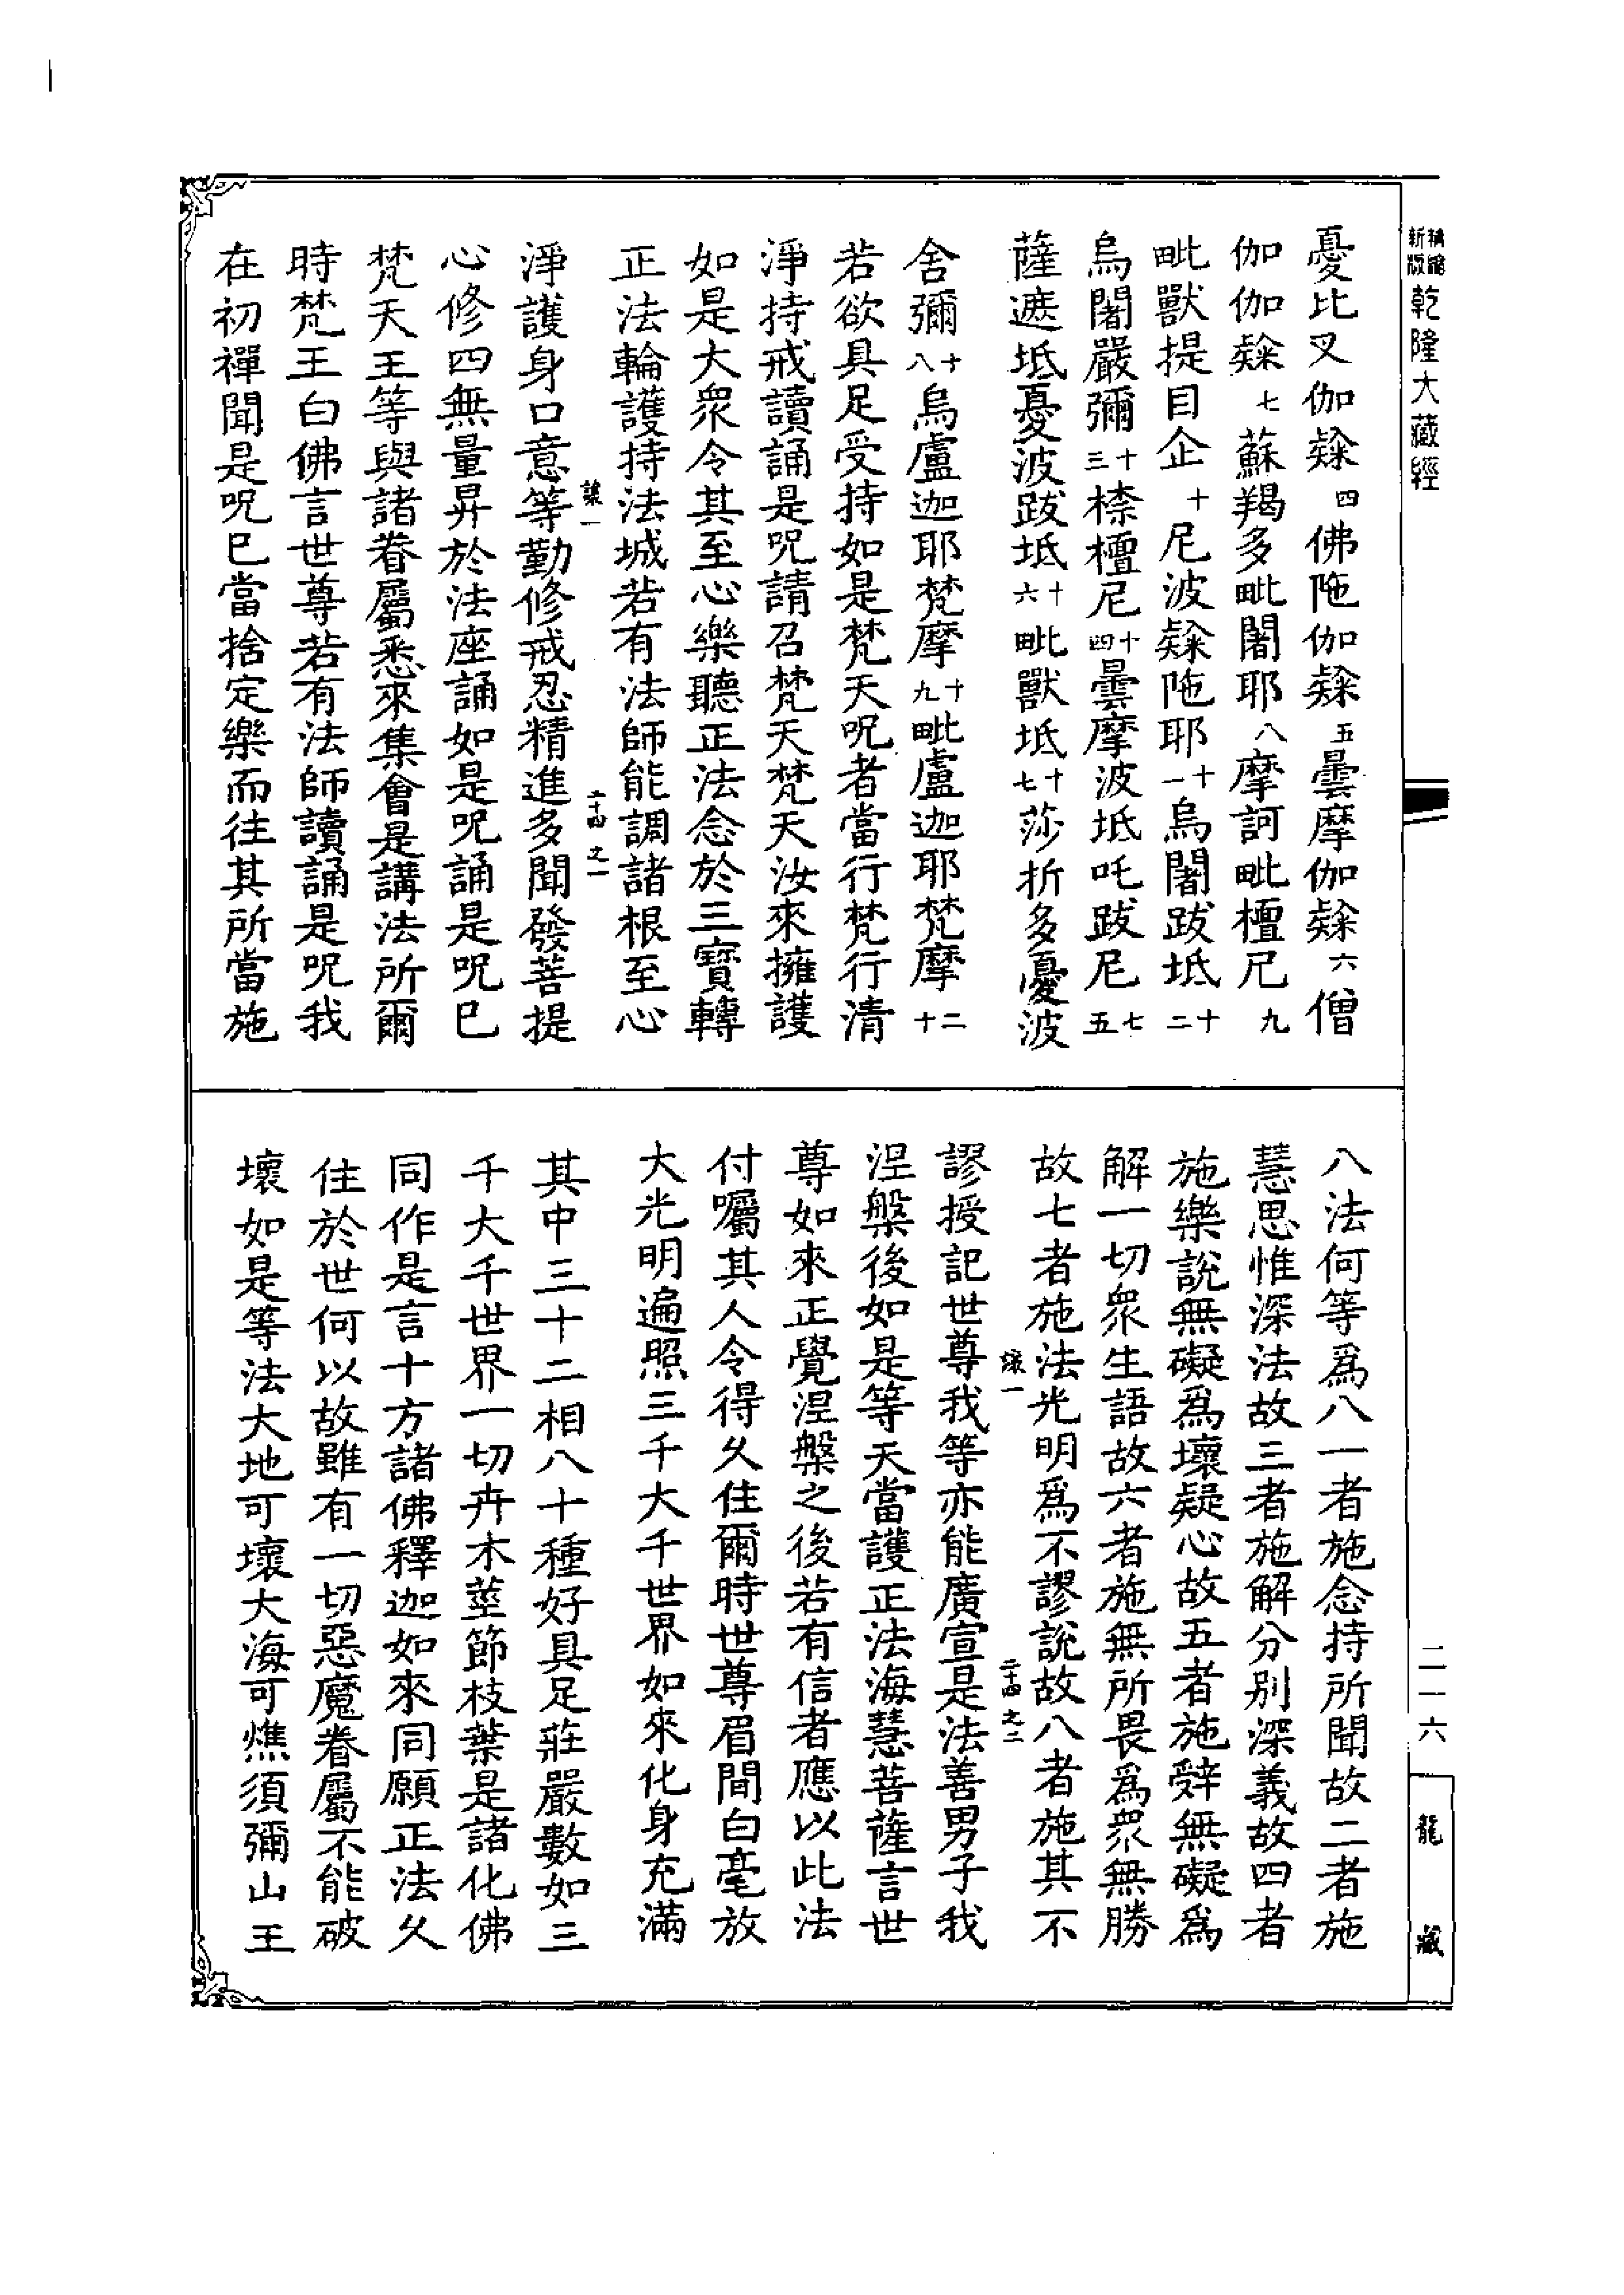 新版精縮乾隆大藏經
憂比叉伽㲚四佛陁伽㲚五曇摩伽㲚六僧
伽伽㲚七蘇羯多毗闍耶八摩訶毗檀尼九
毗獸提目企十尼波㲚陁耶十一烏闍跋坻十二
烏闍嚴彌十三㮈檀尼十四曇摩波坻吒跋尼七五
薩遮坻憂波跋坻十六毗獸坻十七莎折多憂波
舍彌十八烏盧迦耶梵摩十九毗盧迦耶梵摩二十
若欲具足受持如是梵天呪者當行梵行清
淨持戒讀誦是呪請召梵天梵天汝來擁護
如是大衆令其至心樂聽正法念於三寶轉
正法輪護持法城若有法師能調諸根至心
讓一 二十四之一
淨護身口意等勤修戒忍精進多聞發菩提
心修四無量昇於法座誦如是呪誦是呪已
梵天王等與諸眷屬悉來集會是講法所爾
時梵王白佛言世尊若有法師讀誦是呪我
在初禪聞是呪已當捨定樂而往其所當施
八法何等爲八一者施念持所聞故二者施
慧思惟深法故三者施解分別深義故四者
施樂說無礙爲壞疑心故五者施辤無礙爲
解一切衆生語故六者施無所畏爲衆無勝
故七者施法光明爲不謬說故八者施其不
讓一 二十四之二
謬授記世尊我等亦能廣宣是法善男子我
涅槃後如是等天當護正法海慧菩薩言世
尊如來正覺涅槃之後若有信者應以此法
付囑其人令得久住爾時世尊眉間白毫放
大光明遍照三千大千世界如來化身充滿
其中三十二相八十種好具足莊嚴數如三
千大千世界一切卉木莖節枝葉是諸化佛
同作是言十方諸佛釋迦如來同願正法久
住於世何以故雖有一切惡魔眷屬不能破
壞如是等法大地可壞大海可燋須彌山王
二一六
龍藏